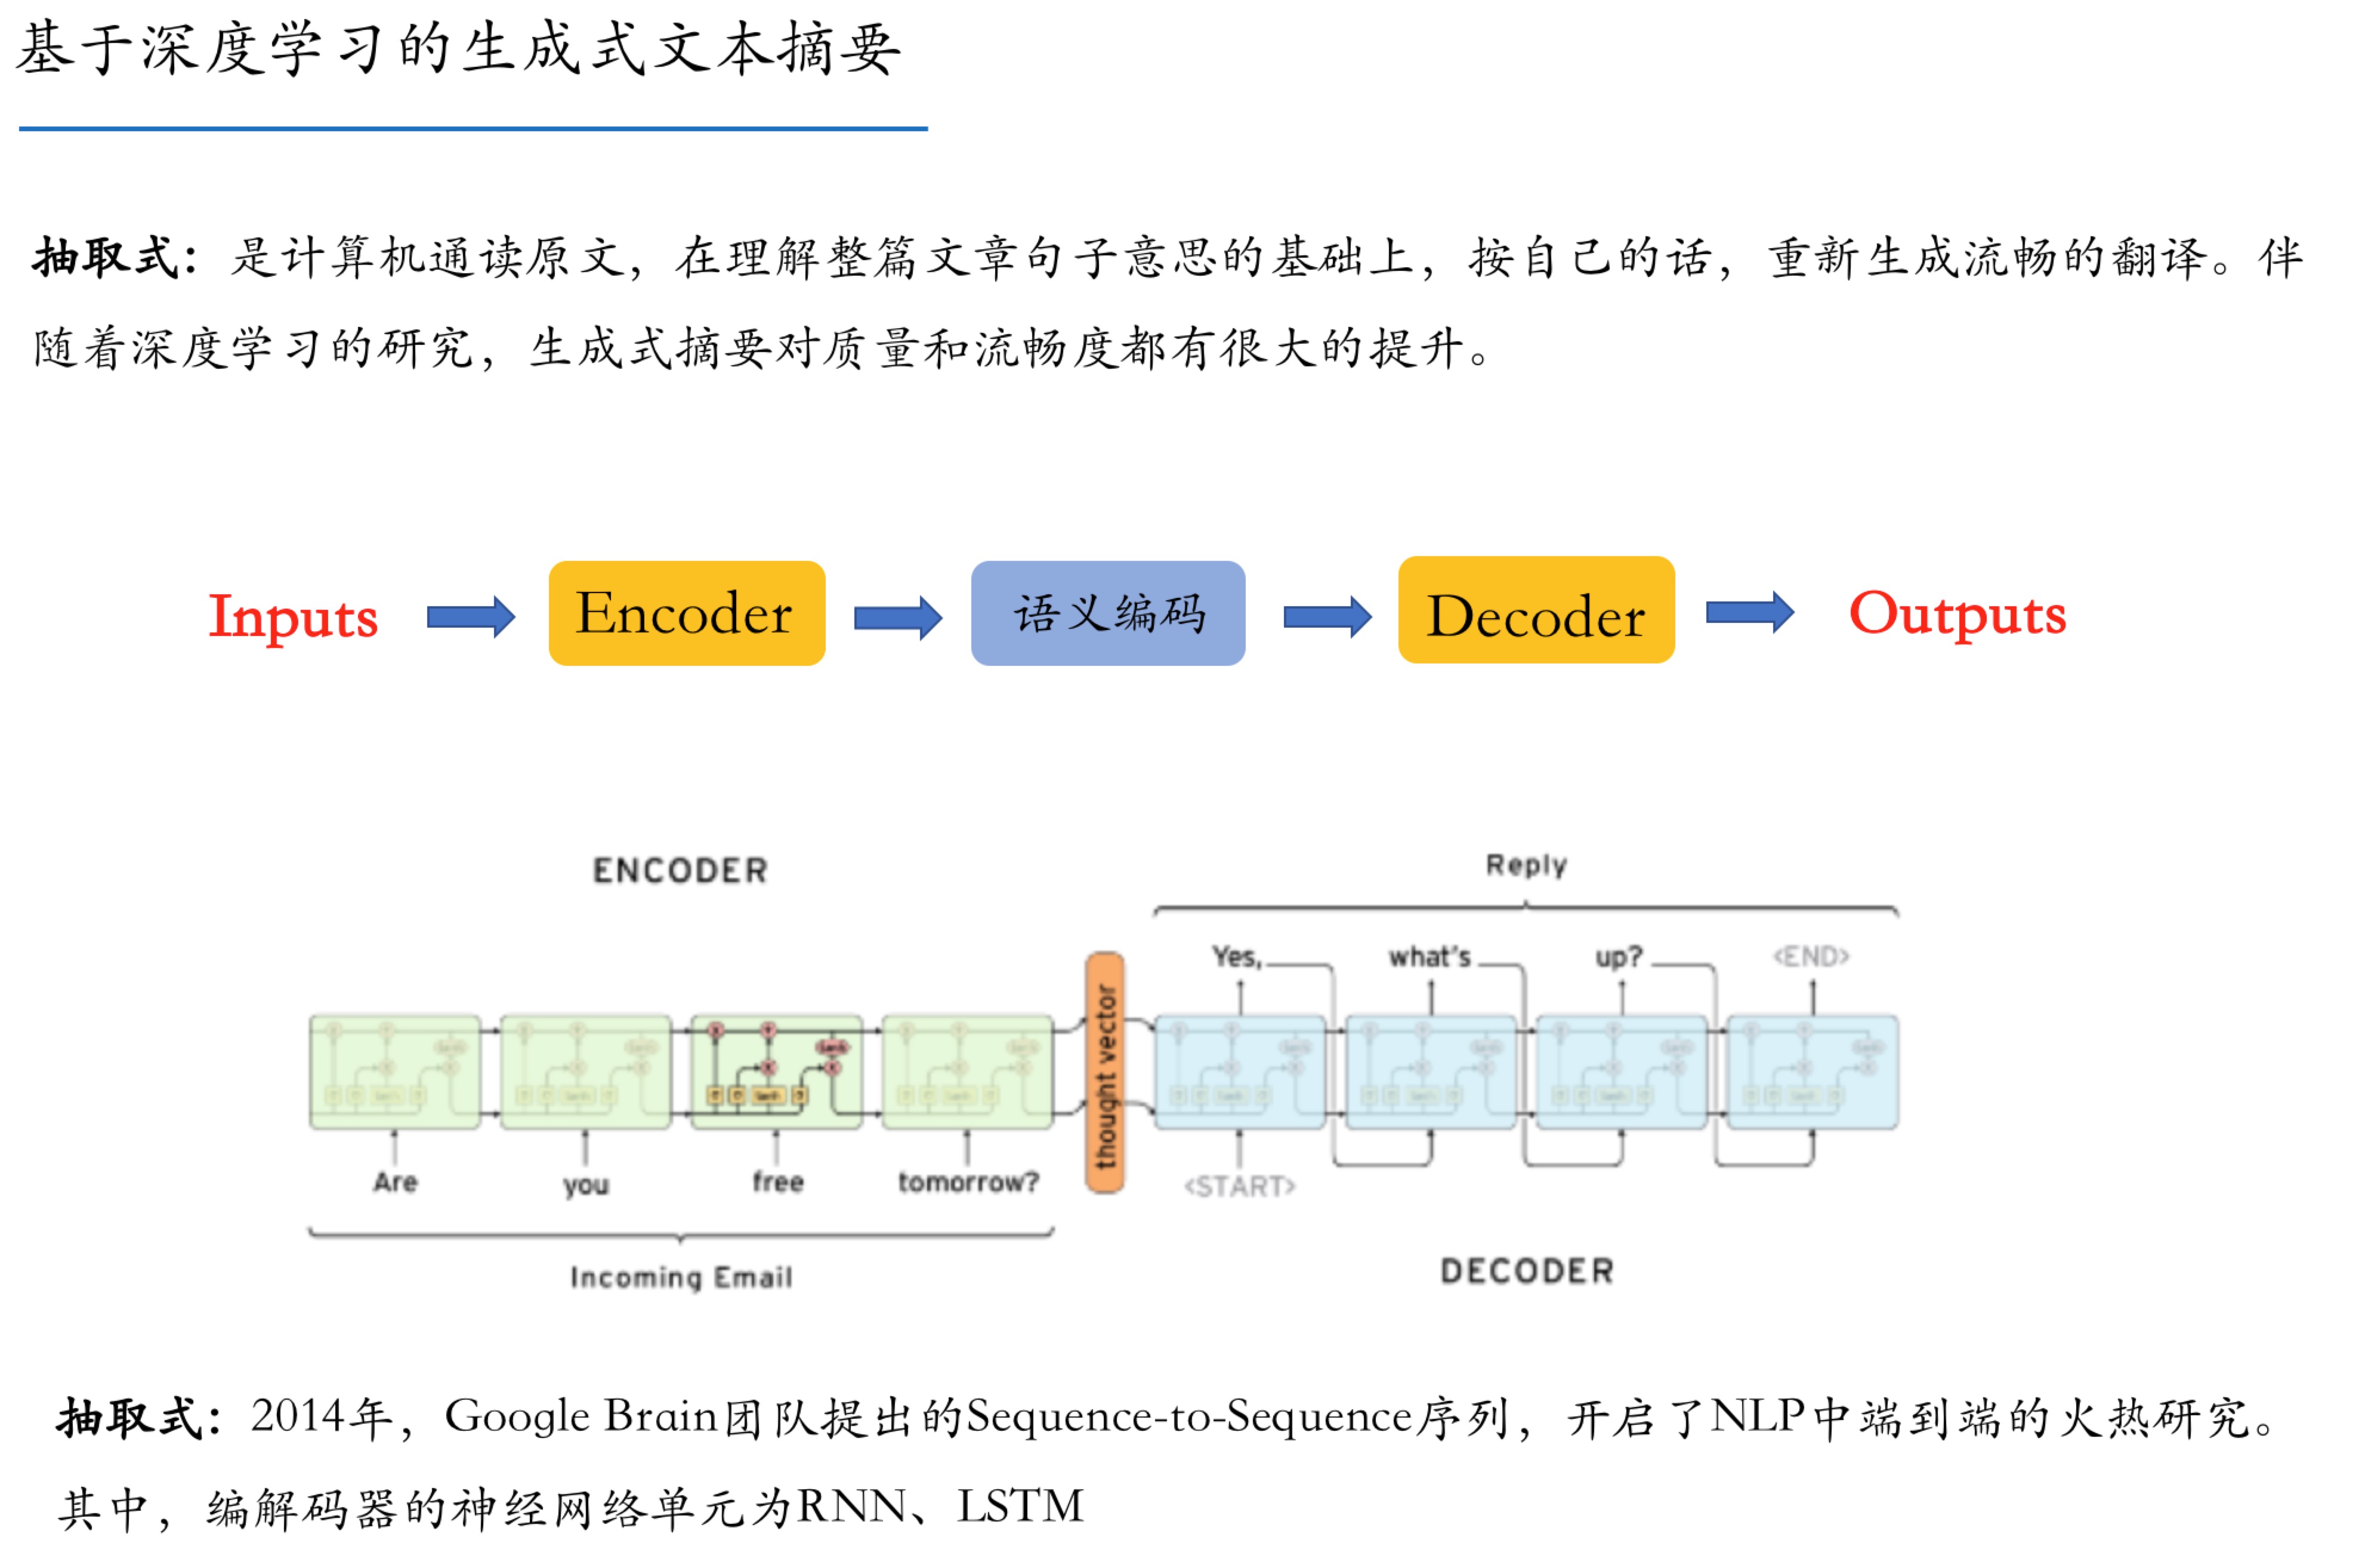 基于深度学习的生成式文本摘要
抽取式：是计算机通读原文，在理解整篇文章句子意思的基础上，按自己的话，重新生成流畅的翻译。伴
随着深度学习的研究，生成式摘要对质量和流畅度都有很大的提升。
Inputs Encoder 语义编码 Decoder Outputs
ENCODER
Reply
Yes, what's up? <END>
thought vector
Are you free tomorrow? <START>
Incoming Email
DECODER
抽取式：2014年，Google Brain团队提出的Sequence-to-Sequence序列，开启了NLP中端到端的火热研究。
其中，编解码器的神经网络单元为RNN、LSTM